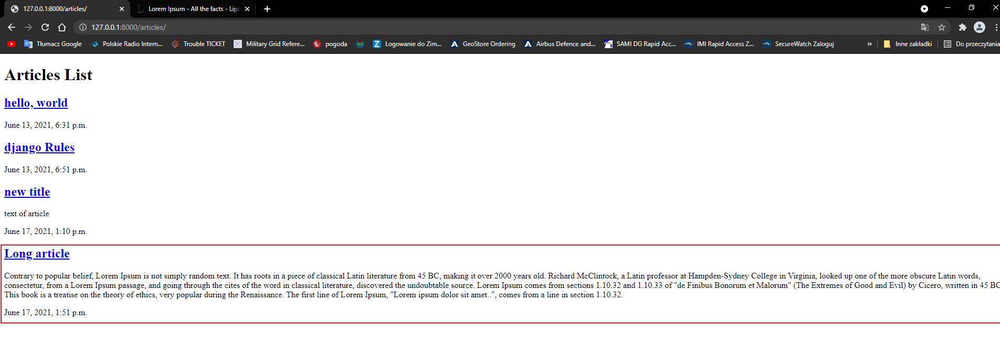 127.0.0.1:8000/articles/
Lorem Ipsum - All the facts - Lips
127.0.0.1:8000/articles/
Tłumacz Google
Polskie Radio Intern...
Trouble TICKET
Military Grid Refere...
pogoda
Logowanie do Zim...
GeoStore Ordering
Airbus Defence and...
SAMI DG Rapid Acc...
IMI Rapid Access Z...
SecureWatch Zaloguj
»
Inne zakładki
Do przeczytania
Articles List
hello, world
June 13, 2021, 6:31 p.m.
django Rules
June 13, 2021, 6:51 p.m.
new title
text of article
June 17, 2021, 1:10 p.m.
Long article
Contrary to popular belief, Lorem Ipsum is not simply random text. It has roots in a piece of classical Latin literature from 45 BC, making it over 2000 years old. Richard McClintock, a Latin professor at Hampden-Sydney College in Virginia, looked up one of the more obscure Latin words,
consectetur, from a Lorem Ipsum passage, and going through the cites of the word in classical literature, discovered the undoubtable source. Lorem Ipsum comes from sections 1.10.32 and 1.10.33 of "de Finibus Bonorum et Malorum" (The Extremes of Good and Evil) by Cicero, written in 45 BC
This book is a treatise on the theory of ethics, very popular during the Renaissance. The first line of Lorem Ipsum, "Lorem ipsum dolor sit amet..", comes from a line in section 1.10.32.
June 17, 2021, 1:51 p.m.